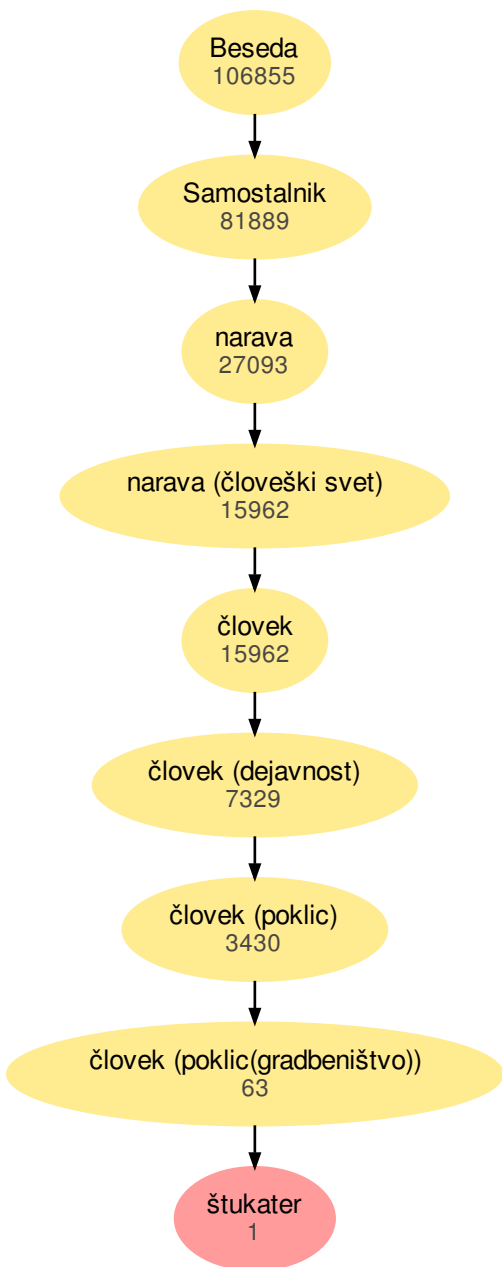 Beseda
106855
Samostalnik
81889
narava
27093
narava (človeški svet)
15962
človek
15962
človek (dejavnost)
7329
človek (poklic)
3430
človek (poklic(gradbeništvo))
63
štukater
1